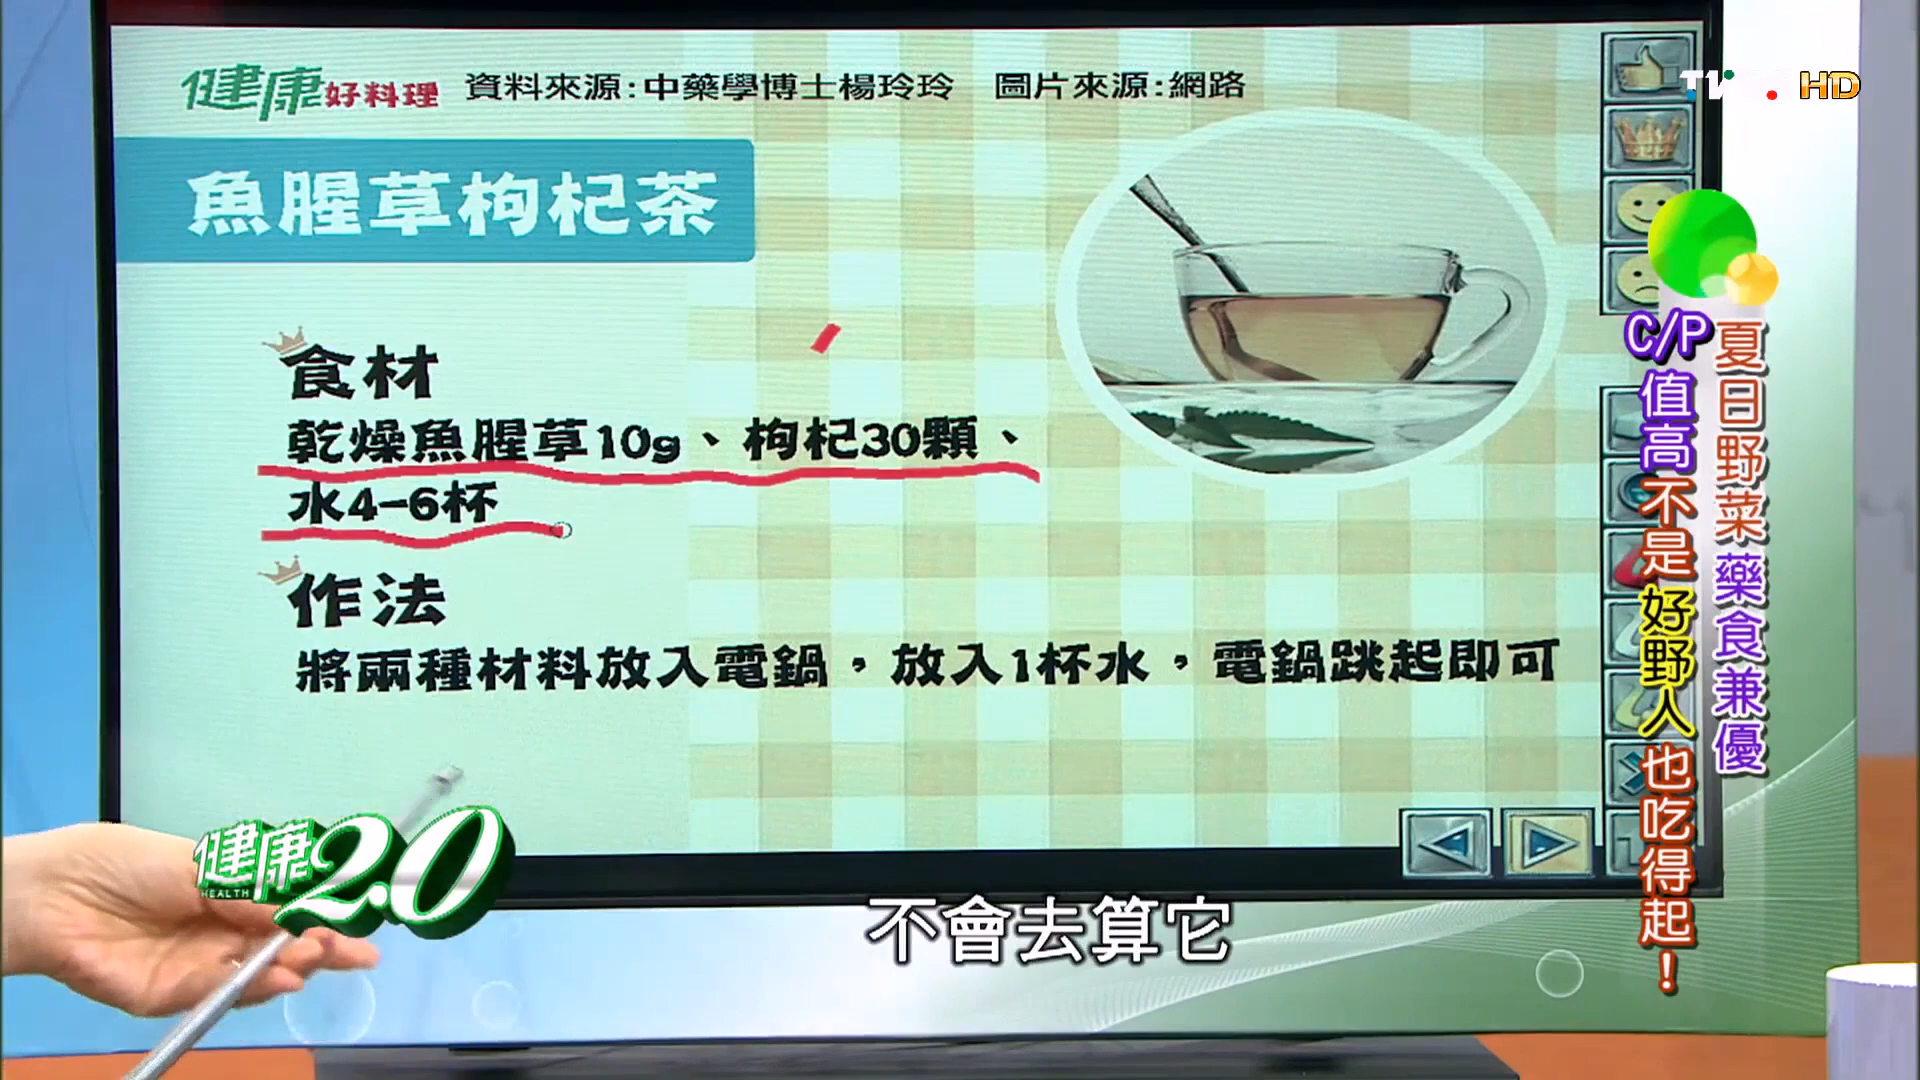 健康好料理 資料來源:中藥學博士楊玲玲 圖片來源:網路
魚腥草枸杞茶
食材
乾燥魚腥草10g、枸杞30顆、
水4-6杯
作法
將兩種材料放入電鍋，放入1杯水，電鍋跳起即可
HD
夏日野菜藥食兼優
C/P值高不是好野人也吃得起！
健康2.0
HEALTH
不會去算它